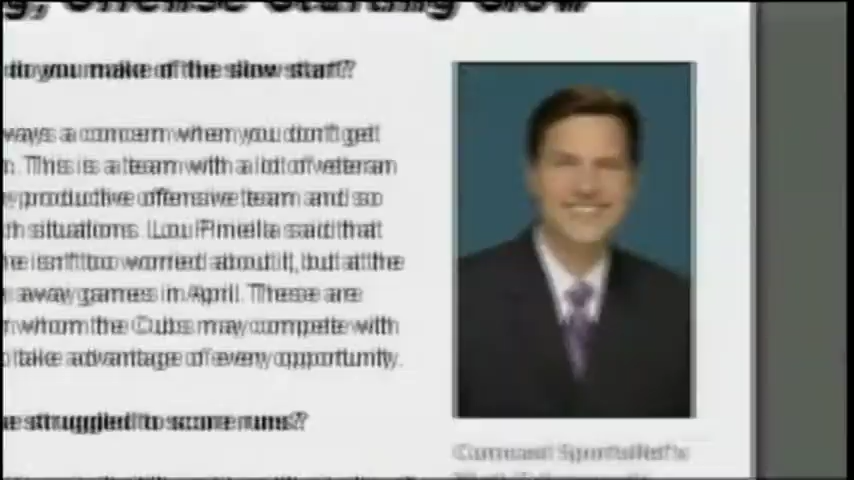 g, Offense Starting Slow
do you make of the slow start?
ways a concern when you don't get
n. This is a team with a lot of veteran
y productive offensive team and so
h situations. Lou Piniella said that
he isn't too worried about it, but at the
away games in April. These are
n whom the Cubs may compete with
take advantage of every opportunity.
e struggled to score runs?
Comcast SportsNet's